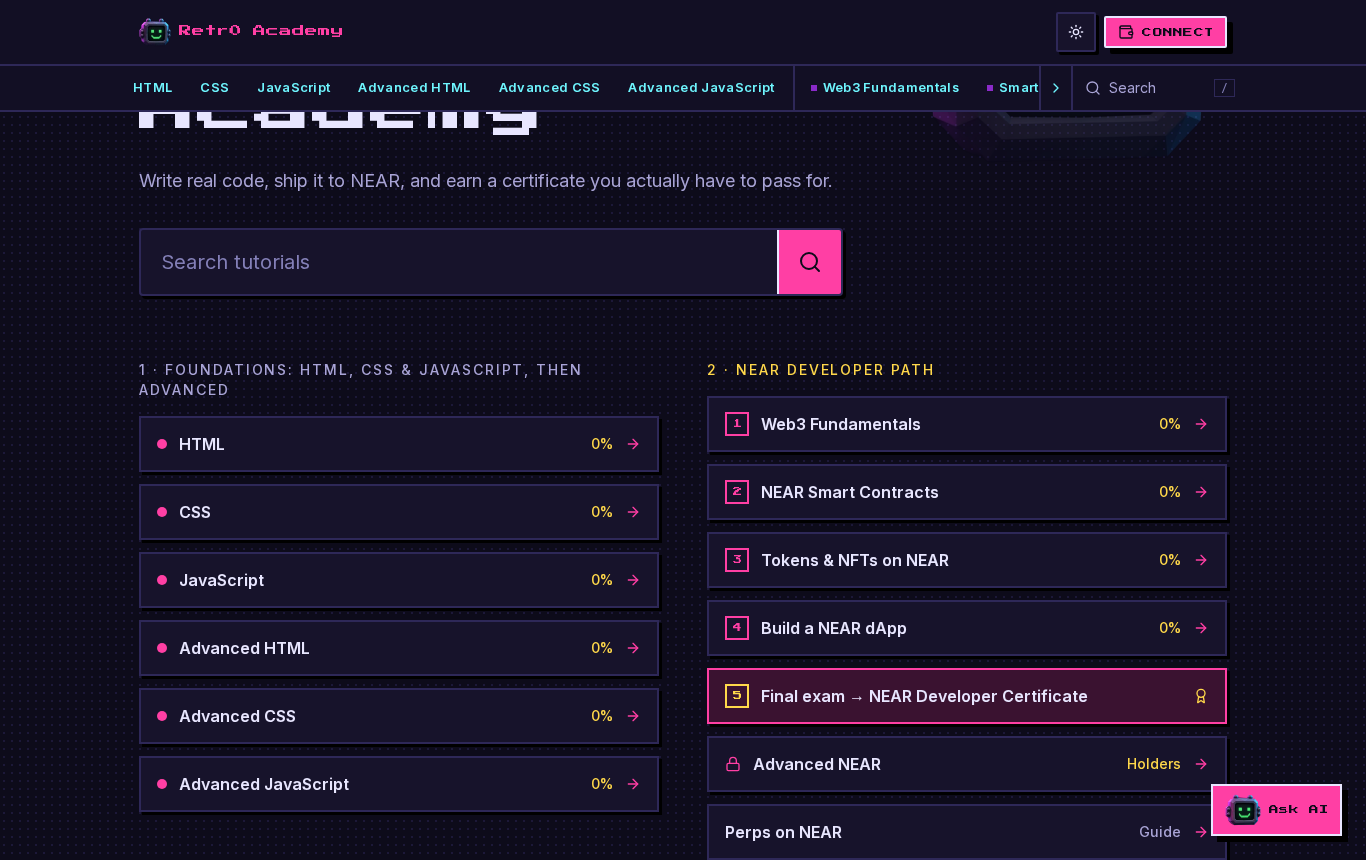 Retr0 Academy
CONNECT
HTML
CSS
JavaScript
Advanced HTML
Advanced CSS
Advanced JavaScript
Web3 Fundamentals
Smart
Search
/
Write real code, ship it to NEAR, and earn a certificate you actually have to pass for.
Search tutorials
1 · FOUNDATIONS: HTML, CSS & JAVASCRIPT, THEN
ADVANCED
HTML 0% →
CSS 0% →
JavaScript 0% →
Advanced HTML 0% →
Advanced CSS 0% →
Advanced JavaScript 0% →
2 · NEAR DEVELOPER PATH
1 Web3 Fundamentals 0% →
2 NEAR Smart Contracts 0% →
3 Tokens & NFTs on NEAR 0% →
4 Build a NEAR dApp 0% →
5 Final exam → NEAR Developer Certificate
Advanced NEAR Holders →
Perps on NEAR Guide →
Ask AI